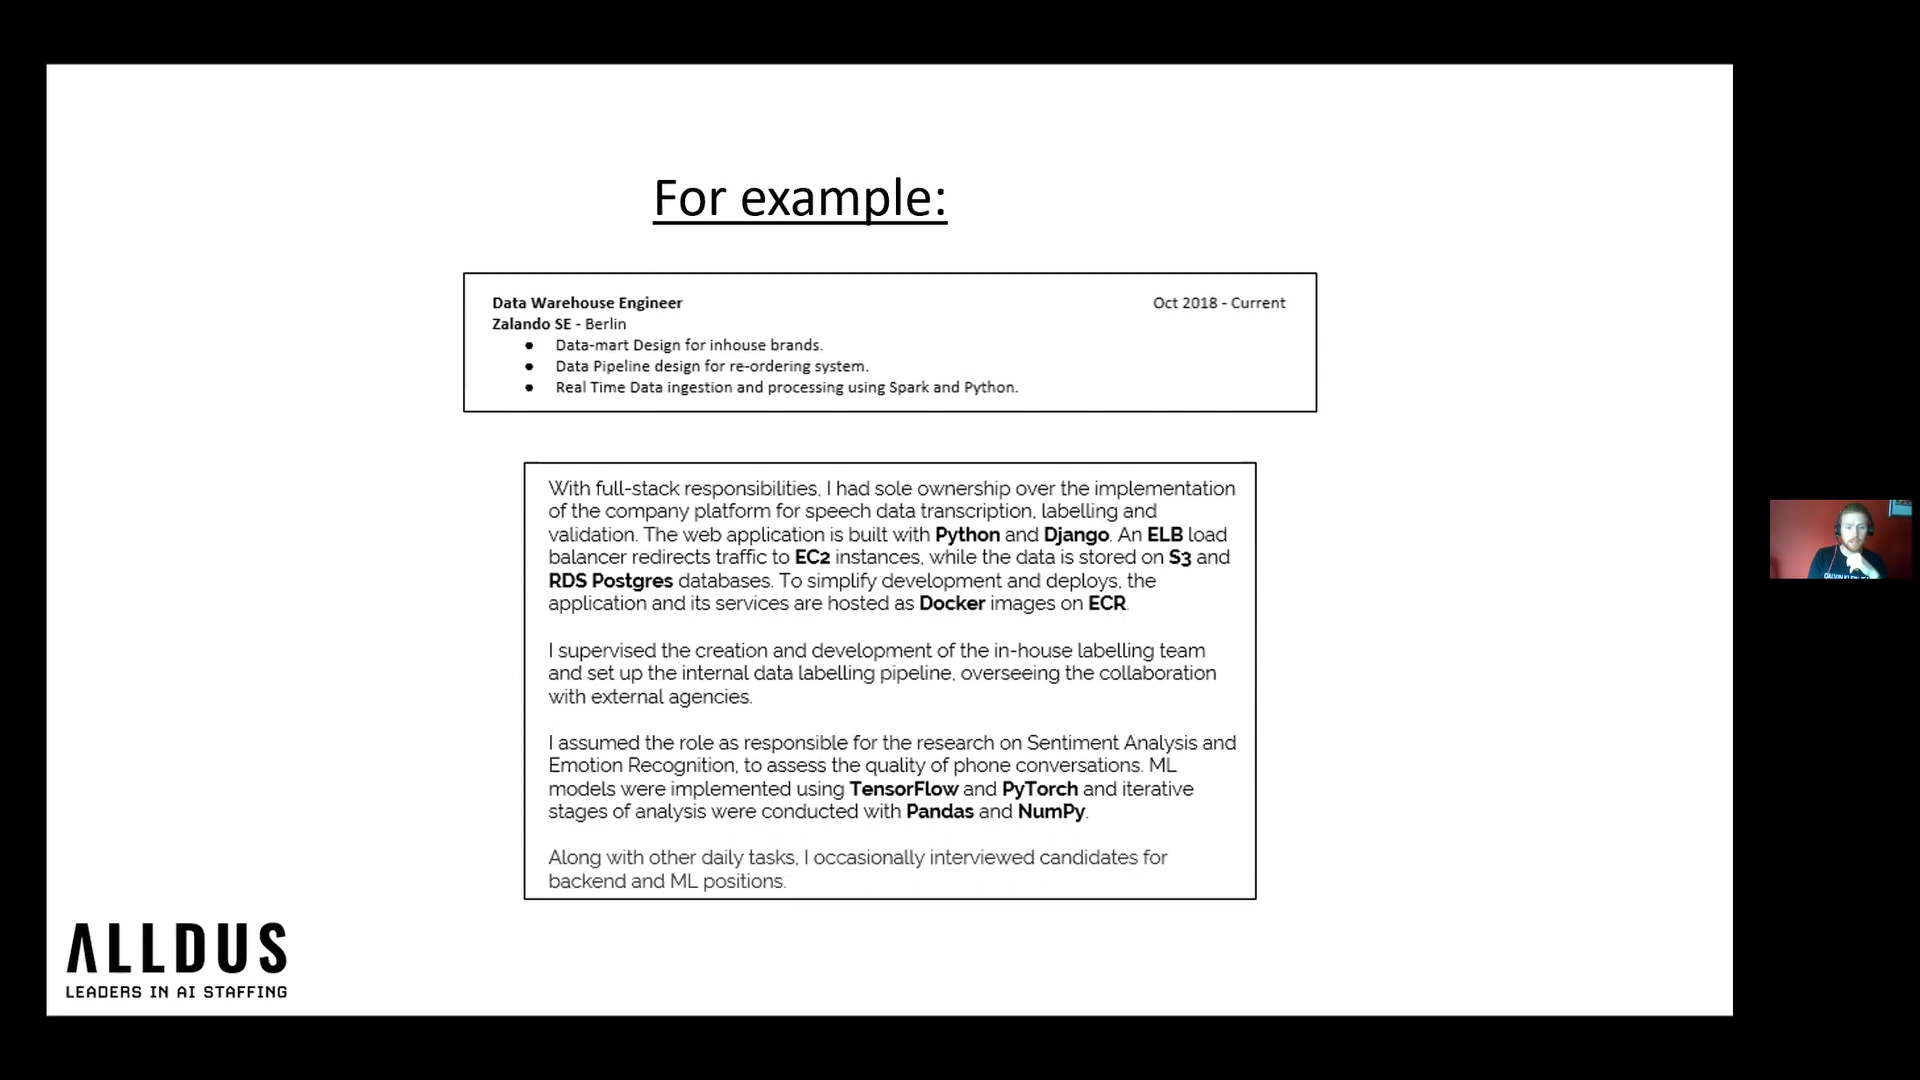 For example:
Data Warehouse Engineer Oct 2018 - Current
Zalando SE - Berlin
● Data-mart Design for inhouse brands.
● Data Pipeline design for re-ordering system.
● Real Time Data ingestion and processing using Spark and Python.
With full-stack responsibilities, I had sole ownership over the implementation
of the company platform for speech data transcription, labelling and
validation. The web application is built with Python and Django. An ELB load
balancer redirects traffic to EC2 instances, while the data is stored on S3 and
RDS Postgres databases. To simplify development and deploys, the
application and its services are hosted as Docker images on ECR.
I supervised the creation and development of the in-house labelling team
and set up the internal data labelling pipeline, overseeing the collaboration
with external agencies.
I assumed the role as responsible for the research on Sentiment Analysis and
Emotion Recognition, to assess the quality of phone conversations. ML
models were implemented using TensorFlow and PyTorch and iterative
stages of analysis were conducted with Pandas and NumPy.
Along with other daily tasks, I occasionally interviewed candidates for
backend and ML positions.
ALLDUS
LEADERS IN AI STAFFING